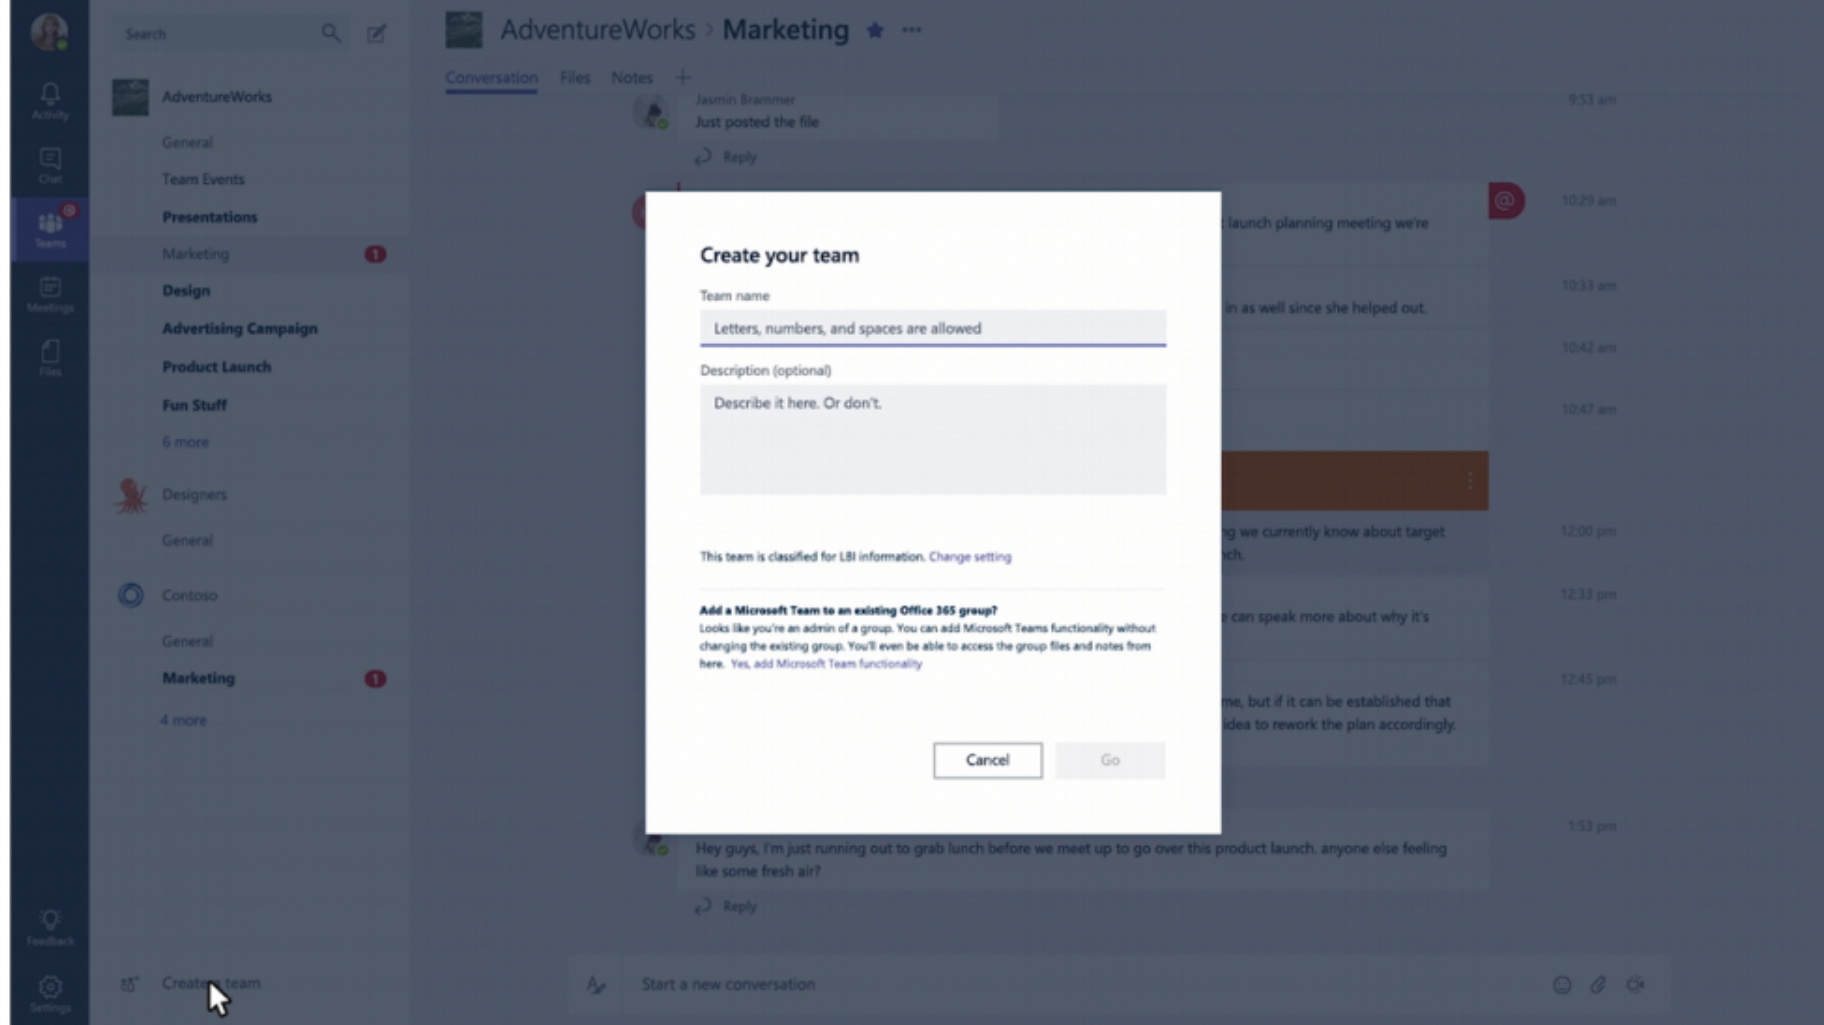 Search
AdventureWorks > Marketing
Conversation Files Notes
Activity
Chat
Teams
Meetings
Files
Feedback
Settings
AdventureWorks
General
Team Events
Presentations
Marketing 1
Design
Advertising Campaign
Product Launch
Fun Stuff
6 more
Designers
General
Contoso
General
Marketing 1
4 more
Create team
Jasmin Brammer 9:53 am
Just posted the file
Reply
@ 10:29 am
launch planning meeting we're
10:33 am
in as well since she helped out.
10:42 am
10:47 am
we currently know about target 12:00 pm
12:33 pm
can speak more about why it's
12:45 pm
but if it can be established that
idea to rework the plan accordingly.
Create your team
Team name
Letters, numbers, and spaces are allowed
Description (optional)
Describe it here. Or don't.
This team is classified for LBI information. Change setting
Add a Microsoft Team to an existing Office 365 group?
Looks like you're an admin of a group. You can add Microsoft Teams functionality without
changing the existing group. You'll even be able to access the group files and notes from
here. Yes, add Microsoft Team functionality
Cancel Go
1:53 pm
Hey guys, I'm just running out to grab lunch before we meet up to go over this product launch. anyone else feeling
like some fresh air?
Reply
Start a new conversation